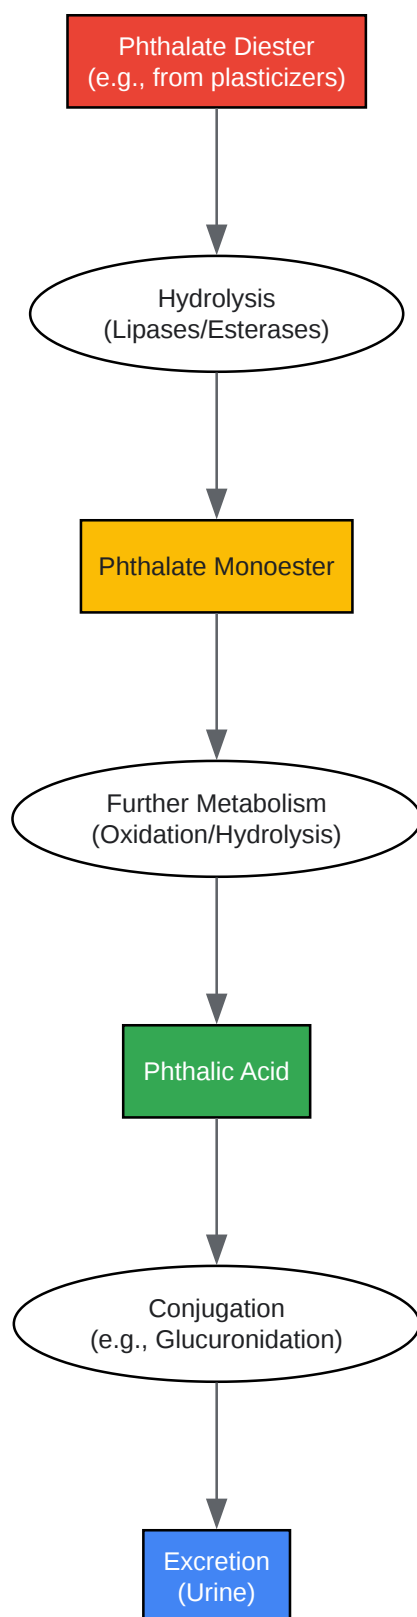 Phthalate Diester
(e.g., from plasticizers)
Hydrolysis
(Lipases/Esterases)
Phthalate Monoester
Further Metabolism
(Oxidation/Hydrolysis)
Phthalic Acid
Conjugation
(e.g., Glucuronidation)
Excretion
(Urine)